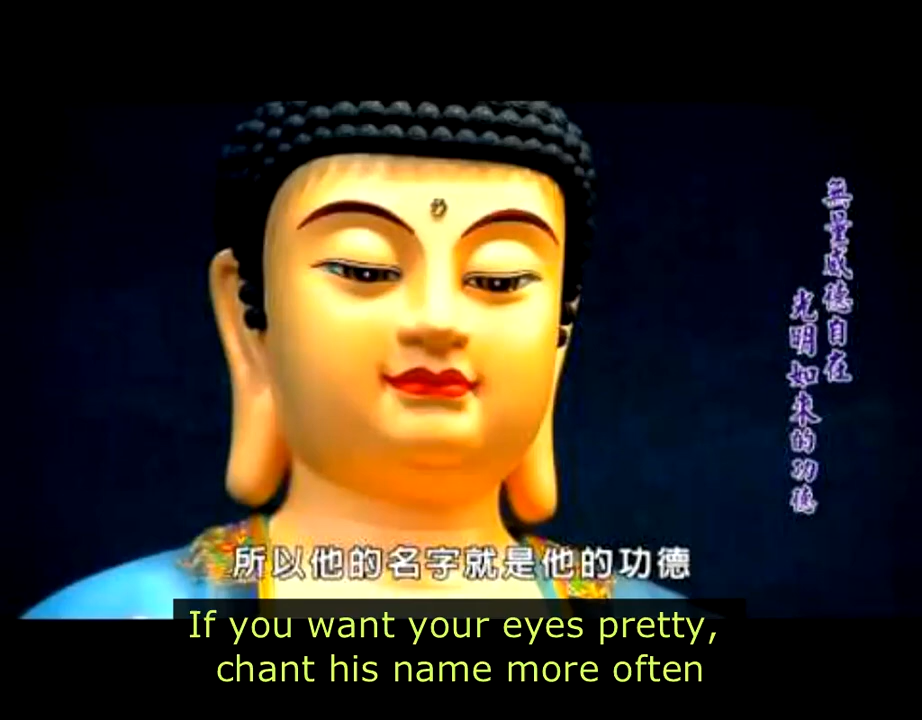 無量威德自在
光明如來的功德
所以他的名字就是他的功德
If you want your eyes pretty,
chant his name more often